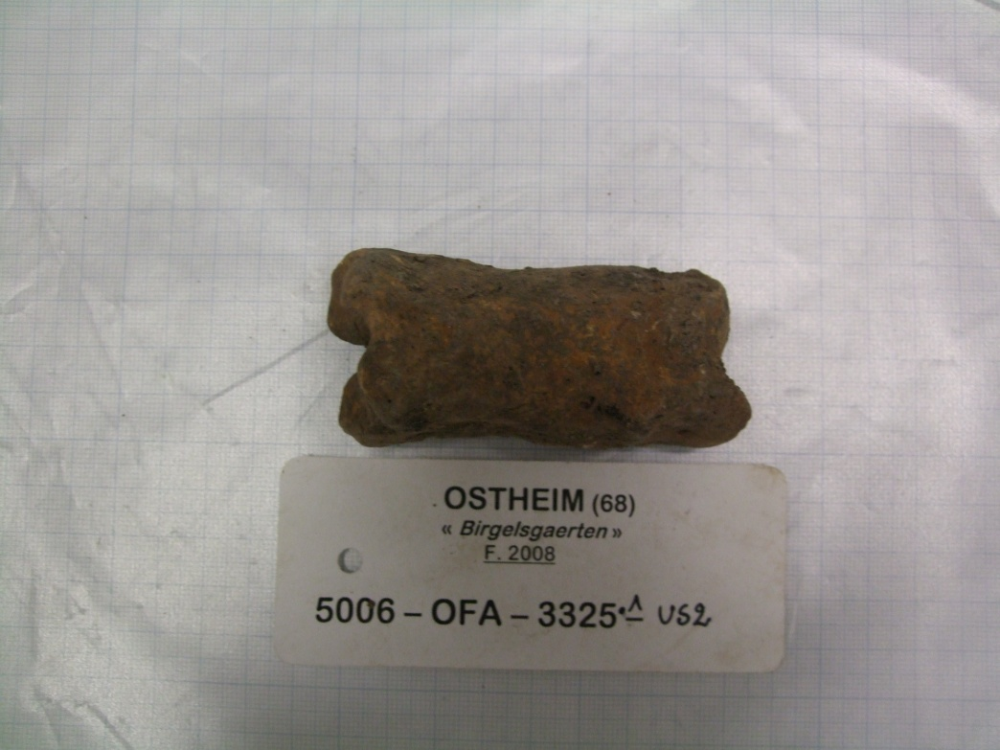 OSTHEIM (68)
« Birgelsgaerten »
F. 2008
5006 – OFA – 3325.1 US2